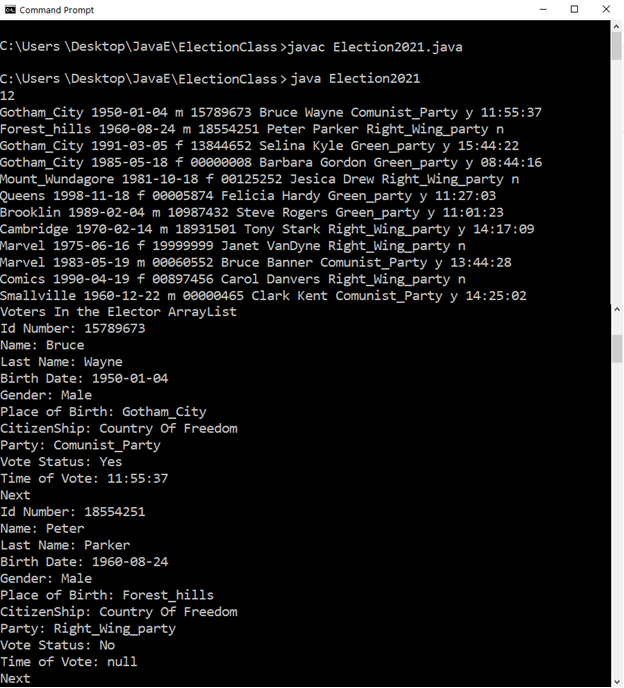 Command Prompt
C:\Users \Desktop\JavaE\ElectionClass>javac Election2021.java
C:\Users \Desktop\JavaE\ElectionClass>java Election2021
12
Gotham_City 1950-01-04 m 15789673 Bruce Wayne Comunist_Party y 11:55:37
Forest_hills 1960-08-24 m 18554251 Peter Parker Right_Wing_party n
Gotham_City 1991-03-05 f 13844652 Selina Kyle Green_party y 15:44:22
Gotham_City 1985-05-18 f 00000008 Barbara Gordon Green_party y 08:44:16
Mount_Wundagore 1981-10-18 f 00125252 Jesica Drew Right_Wing_party n
Queens 1998-11-18 f 00005874 Felicia Hardy Green_party y 11:27:03
Brooklin 1989-02-04 m 10987432 Steve Rogers Green_party y 11:01:23
Cambridge 1970-02-14 m 18931501 Tony Stark Right_Wing_party y 14:17:09
Marvel 1975-06-16 f 19999999 Janet VanDyne Right_Wing_party n
Marvel 1983-05-19 m 00060552 Bruce Banner Comunist_Party y 13:44:28
Comics 1990-04-19 f 00897456 Carol Danvers Right_Wing_party n
Smallville 1960-12-22 m 00000465 Clark Kent Comunist_Party y 14:25:02
Voters In the Elector ArrayList
Id Number: 15789673
Name: Bruce
Last Name: Wayne
Birth Date: 1950-01-04
Gender: Male
Place of Birth: Gotham_City
CitizenShip: Country Of Freedom
Party: Comunist_Party
Vote Status: Yes
Time of Vote: 11:55:37
Next
Id Number: 18554251
Name: Peter
Last Name: Parker
Birth Date: 1960-08-24
Gender: Male
Place of Birth: Forest_hills
CitizenShip: Country Of Freedom
Party: Right_Wing_party
Vote Status: No
Time of Vote: null
Next